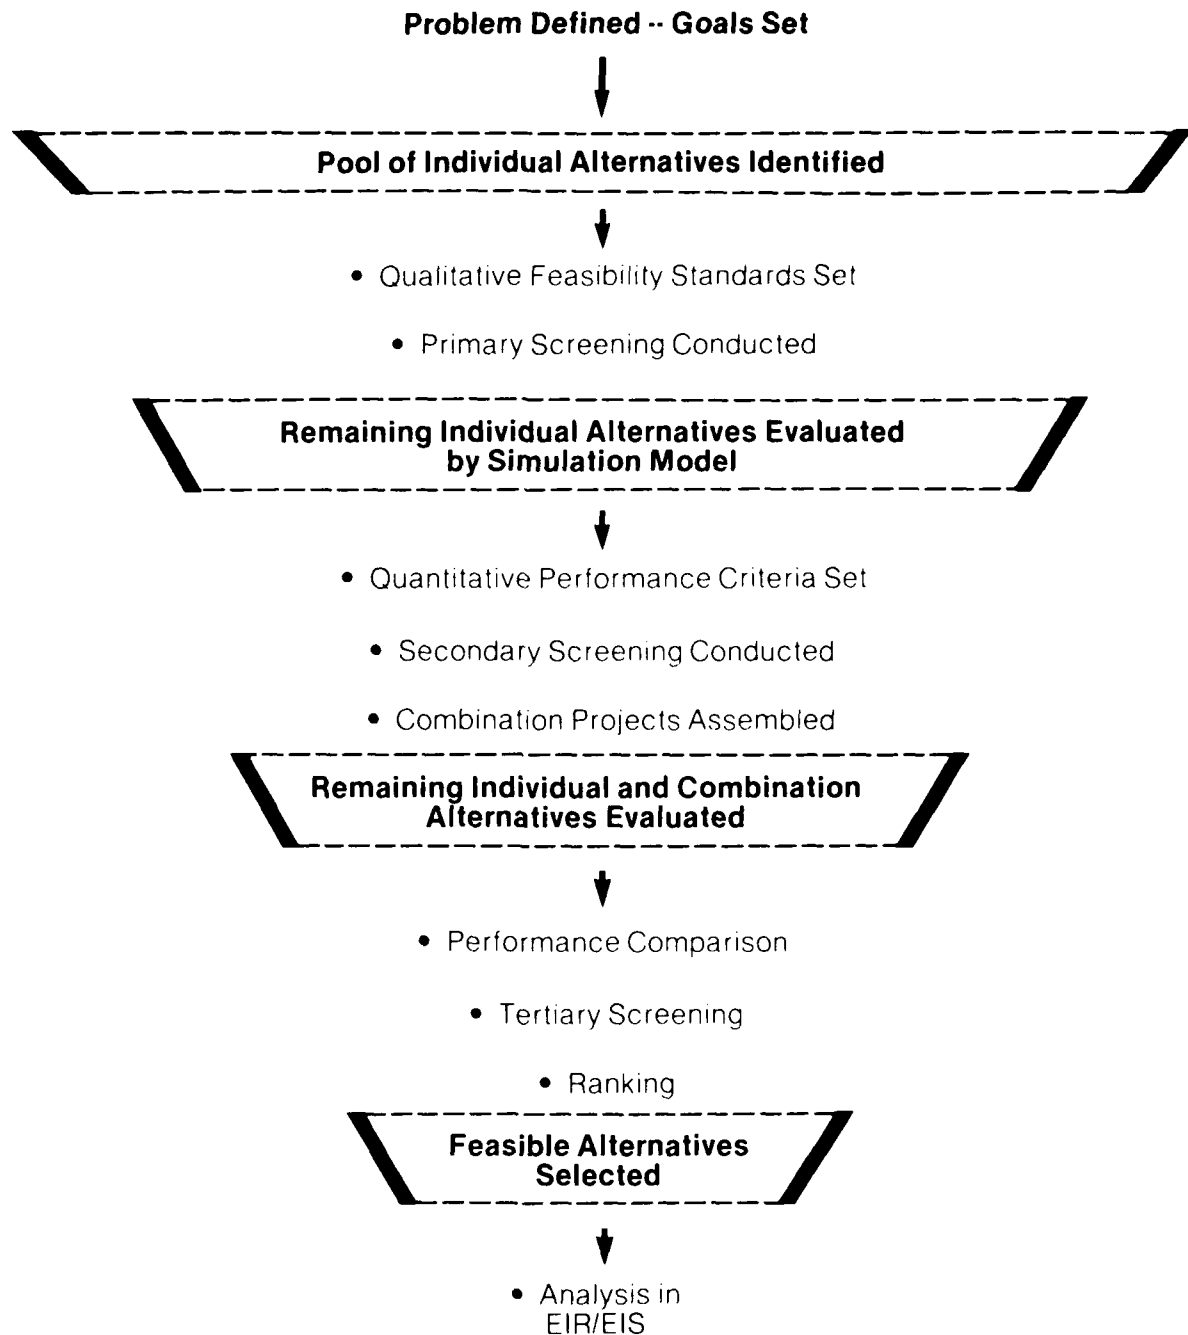 Problem Defined -- Goals Set
Pool of Individual Alternatives Identified
• Qualitative Feasibility Standards Set
• Primary Screening Conducted
Remaining Individual Alternatives Evaluated
by Simulation Model
• Quantitative Performance Criteria Set
• Secondary Screening Conducted
• Combination Projects Assembled
Remaining Individual and Combination
Alternatives Evaluated
• Performance Comparison
• Tertiary Screening
• Ranking
Feasible Alternatives
Selected
• Analysis in
EIR/EIS